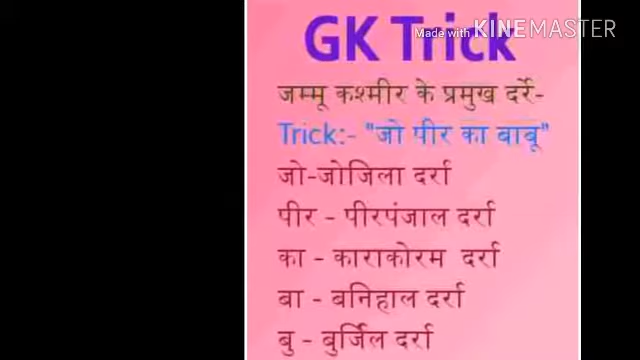 GK Trick
Made with KINEMASTER
जम्मू कश्मीर के प्रमुख दर्रे-
Trick:- "जो पीर का बाबू"
जो-जोजिला दर्रा
पीर - पीरपंजाल दर्रा
का - काराकोरम दर्रा
बा - बनिहाल दर्रा
बु - बुर्जिल दर्रा